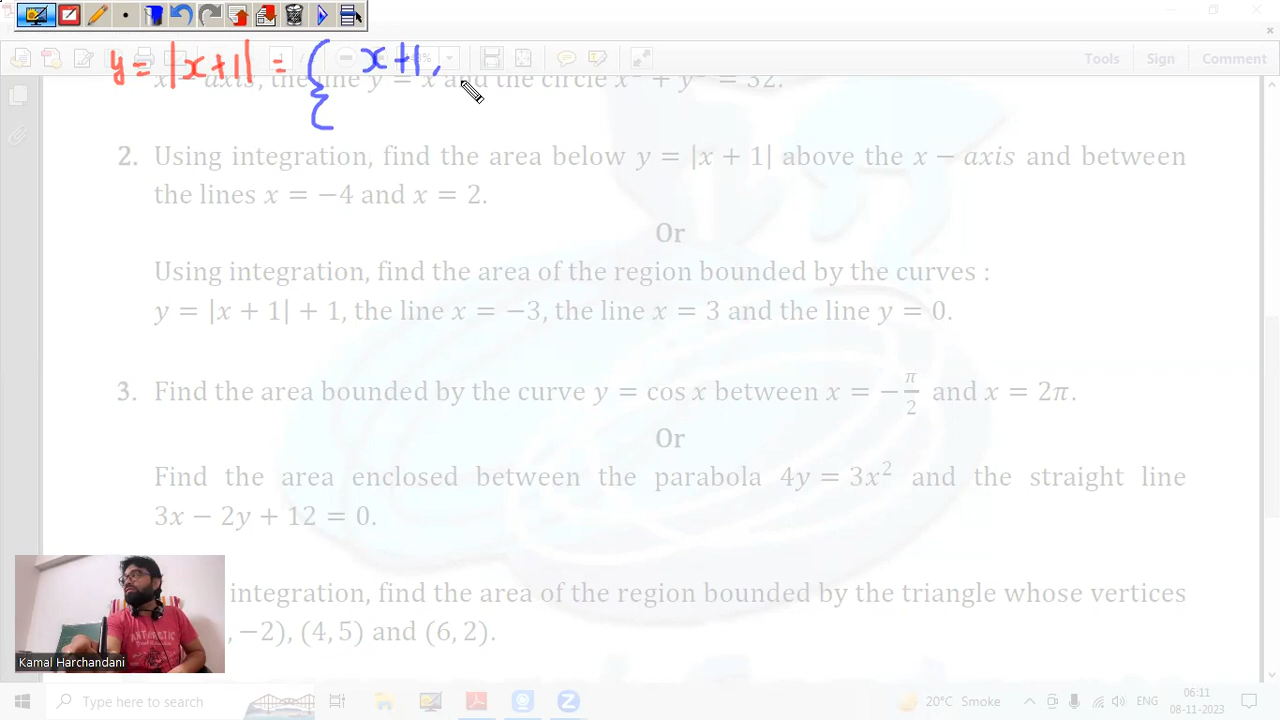 Tools Sign Comment
y = |x+1| = { x+1,
x − axis, the line y = x and the circle x² + y² = 32.
2. Using integration, find the area below y = |x + 1| above the x − axis and between
the lines x = −4 and x = 2.
Or
Using integration, find the area of the region bounded by the curves :
y = |x + 1| + 1, the line x = −3, the line x = 3 and the line y = 0.
3. Find the area bounded by the curve y = cos x between x = −π/2 and x = 2π.
Or
Find the area enclosed between the parabola 4y = 3x² and the straight line
3x − 2y + 12 = 0.
integration, find the area of the region bounded by the triangle whose vertices
, −2), (4, 5) and (6, 2).
Kamal Harchandani
Type here to search
20°C Smoke
ENG
06:11
08-11-2023